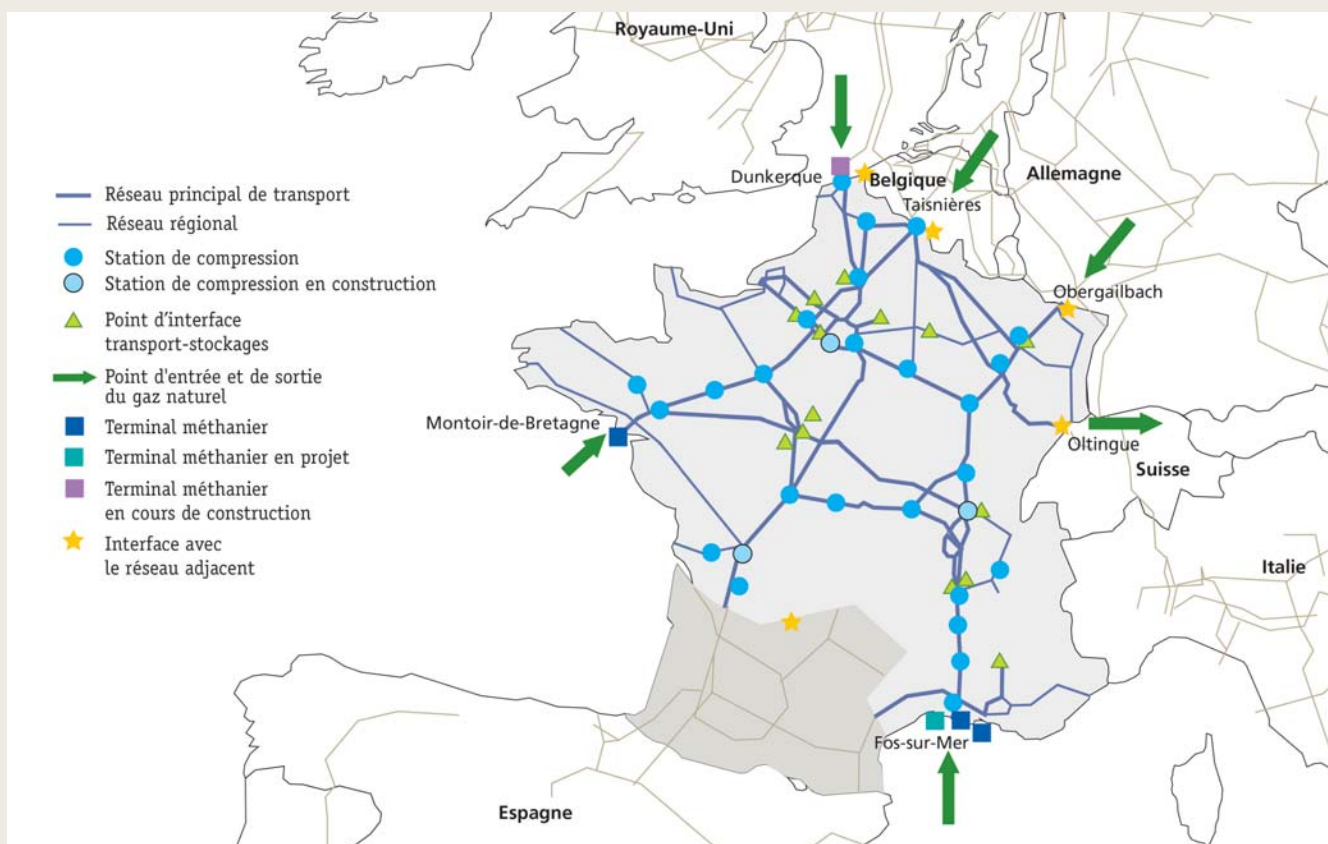 Royaume-Uni
Dunkerque
Belgique
Allemagne
Taisnières
Obergailbach
Réseau principal de transport
Réseau régional
Station de compression
Station de compression en construction
Point d'interface
transport-stockages
Point d'entrée et de sortie
du gaz naturel
Terminal méthanier
Terminal méthanier en projet
Terminal méthanier
en cours de construction
Interface avec
le réseau adjacent
Montoir-de-Bretagne
Oltingue
Suisse
Italie
Fos-sur-Mer
Espagne